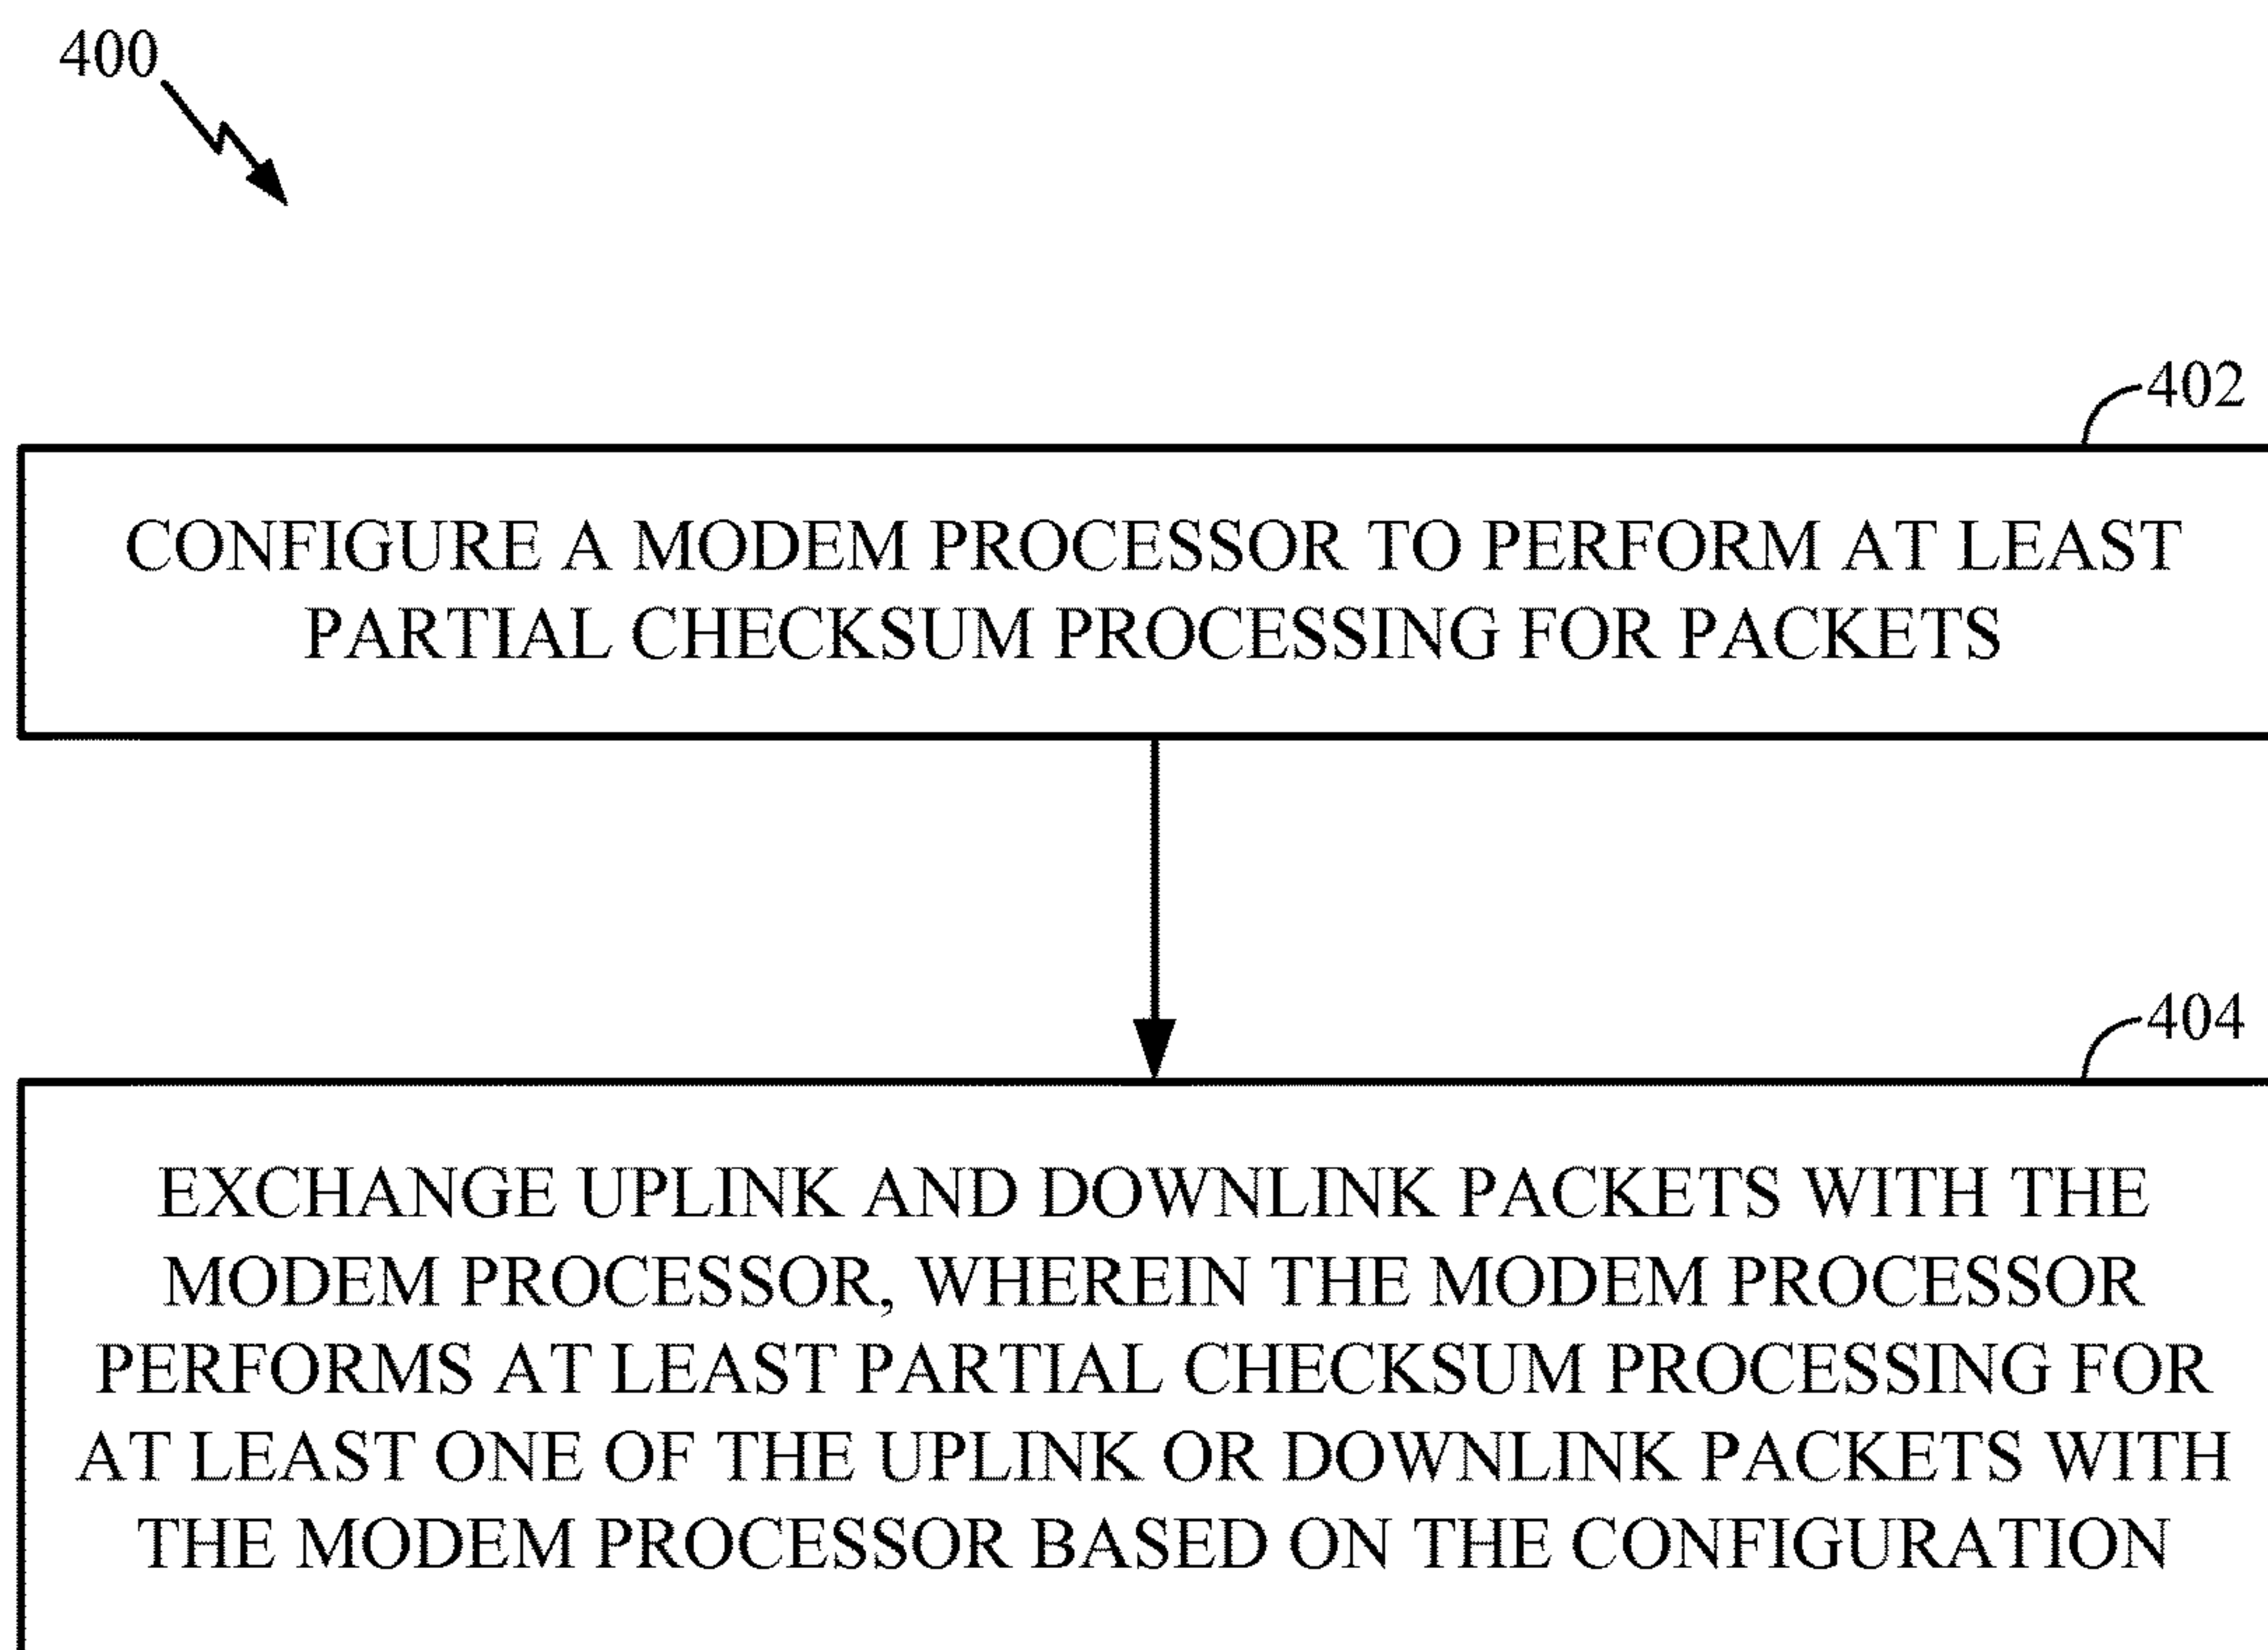 400
402
CONFIGURE A MODEM PROCESSOR TO PERFORM AT LEAST
PARTIAL CHECKSUM PROCESSING FOR PACKETS
404
EXCHANGE UPLINK AND DOWNLINK PACKETS WITH THE
MODEM PROCESSOR, WHEREIN THE MODEM PROCESSOR
PERFORMS AT LEAST PARTIAL CHECKSUM PROCESSING FOR
AT LEAST ONE OF THE UPLINK OR DOWNLINK PACKETS WITH
THE MODEM PROCESSOR BASED ON THE CONFIGURATION